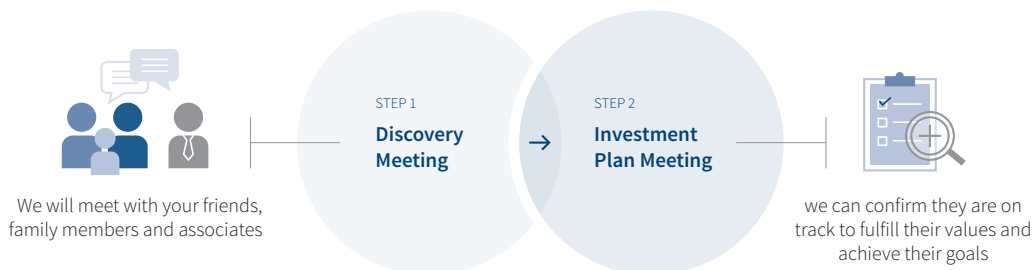 We will meet with your friends,
family members and associates
STEP 1
Discovery
Meeting
STEP 2
Investment
Plan Meeting
we can confirm they are on
track to fulfill their values and
achieve their goals